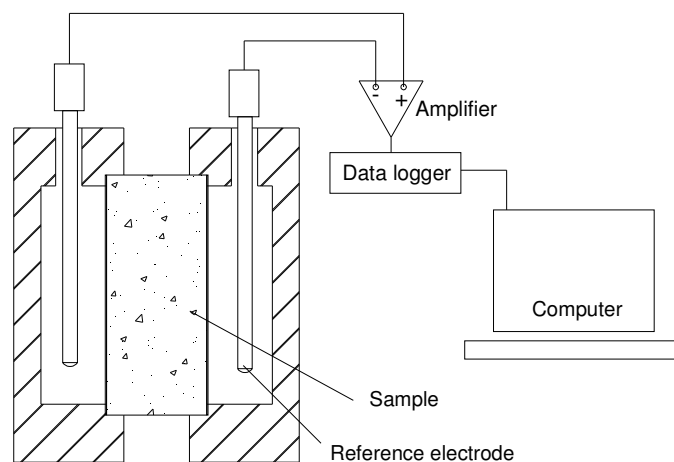 - +
Amplifier
Data logger
Computer
Sample
Reference electrode